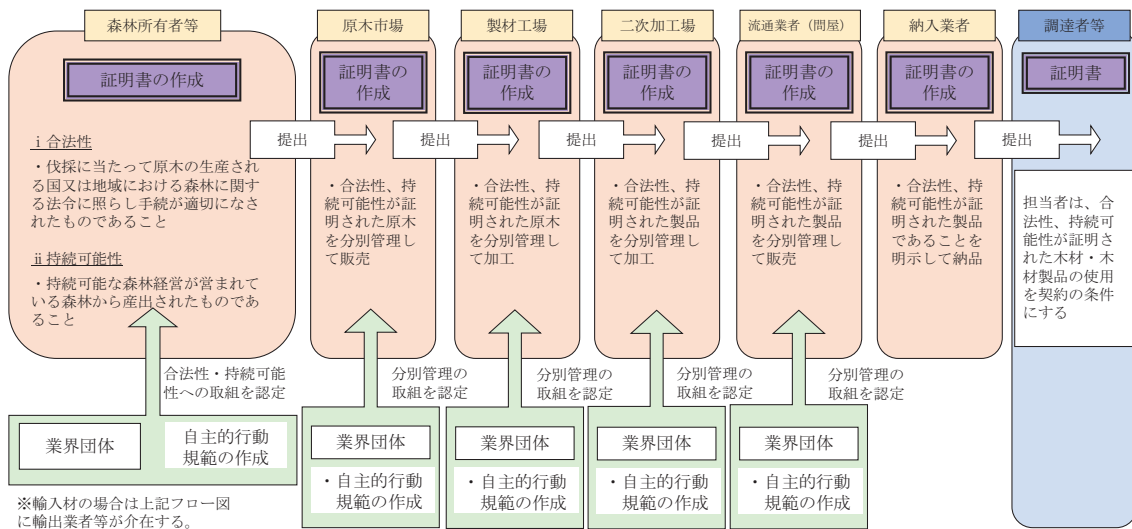 森林所有者等
証明書の作成
ⅰ合法性
・伐採に当たって原木の生産され
る国又は地域における森林に関す
る法令に照らし手続が適切になさ
れたものであること
ⅱ持続可能性
・持続可能な森林経営が営まれて
いる森林から産出されたものであ
ること
提出
原木市場
証明書の
作成
・合法性、持
続可能性が証
明された原木
を分別管理し
て販売
提出
製材工場
証明書の
作成
・合法性、持
続可能性が証
明された原木
を分別管理し
て加工
提出
二次加工場
証明書の
作成
・合法性、持
続可能性が証
明された製品
を分別管理し
て加工
提出
流通業者（問屋）
証明書の
作成
・合法性、持
続可能性が証
明された製品
を分別管理し
て販売
提出
納入業者
証明書の
作成
・合法性、持
続可能性が証
明された製品
であることを
明示して納品
提出
調達者等
証明書
担当者は、合
法性、持続可
能性が証明さ
れた木材・木
材製品の使用
を契約の条件
にする
合法性・持続可能
性への取組を認定
業界団体
自主的行動
規範の作成
分別管理の
取組を認定
業界団体
・自主的行動
規範の作成
分別管理の
取組を認定
業界団体
・自主的行動
規範の作成
分別管理の
取組を認定
業界団体
・自主的行動
規範の作成
分別管理の
取組を認定
業界団体
・自主的行動
規範の作成
※輸入材の場合は上記フロー図
に輸出業者等が介在する。